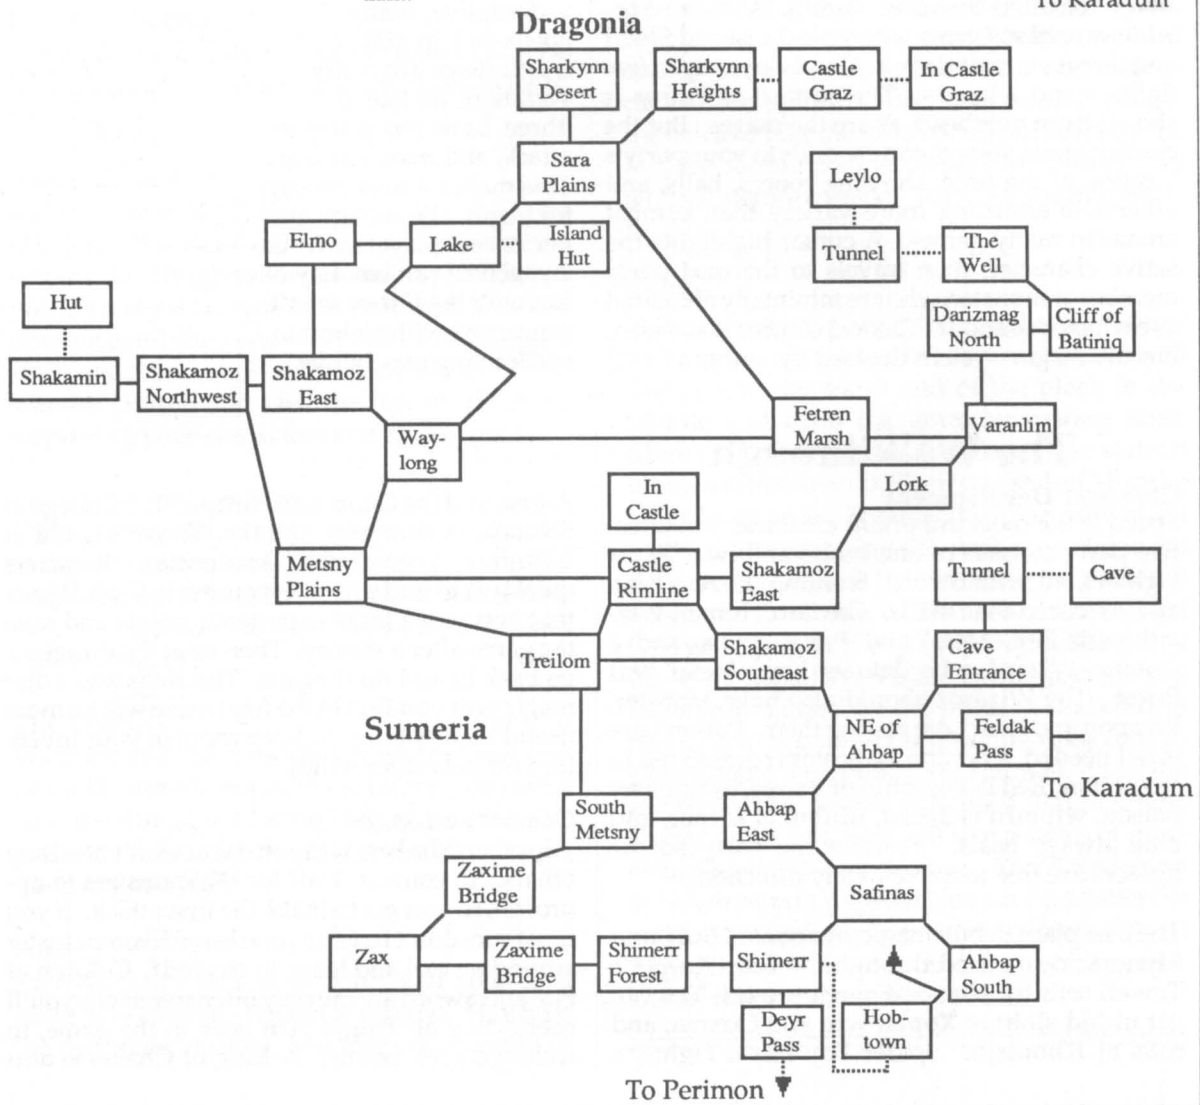 To Karadum
Dragonia
Sharkynn
Desert
Sharkynn
Heights
Castle
Graz
In Castle
Graz
Sara
Plains
Leylo
Elmo
Lake
Island
Hut
Tunnel
The
Well
Hut
Darizmag
North
Cliff of
Batiniq
Shakamin
Shakamoz
Northwest
Shakamoz
East
Way-
long
Fetren
Marsh
Varanlim
In
Castle
Lork
Metsny
Plains
Castle
Rimline
Shakamoz
East
Tunnel
Cave
Treilom
Shakamoz
Southeast
Cave
Entrance
Sumeria
NE of
Ahbap
Feldak
Pass
To Karadum
South
Metsny
Ahbap
East
Zaxime
Bridge
Safinas
Zax
Zaxime
Bridge
Shimerr
Forest
Shimerr
Ahbap
South
Deyr
Pass
Hob-
town
To Perimon